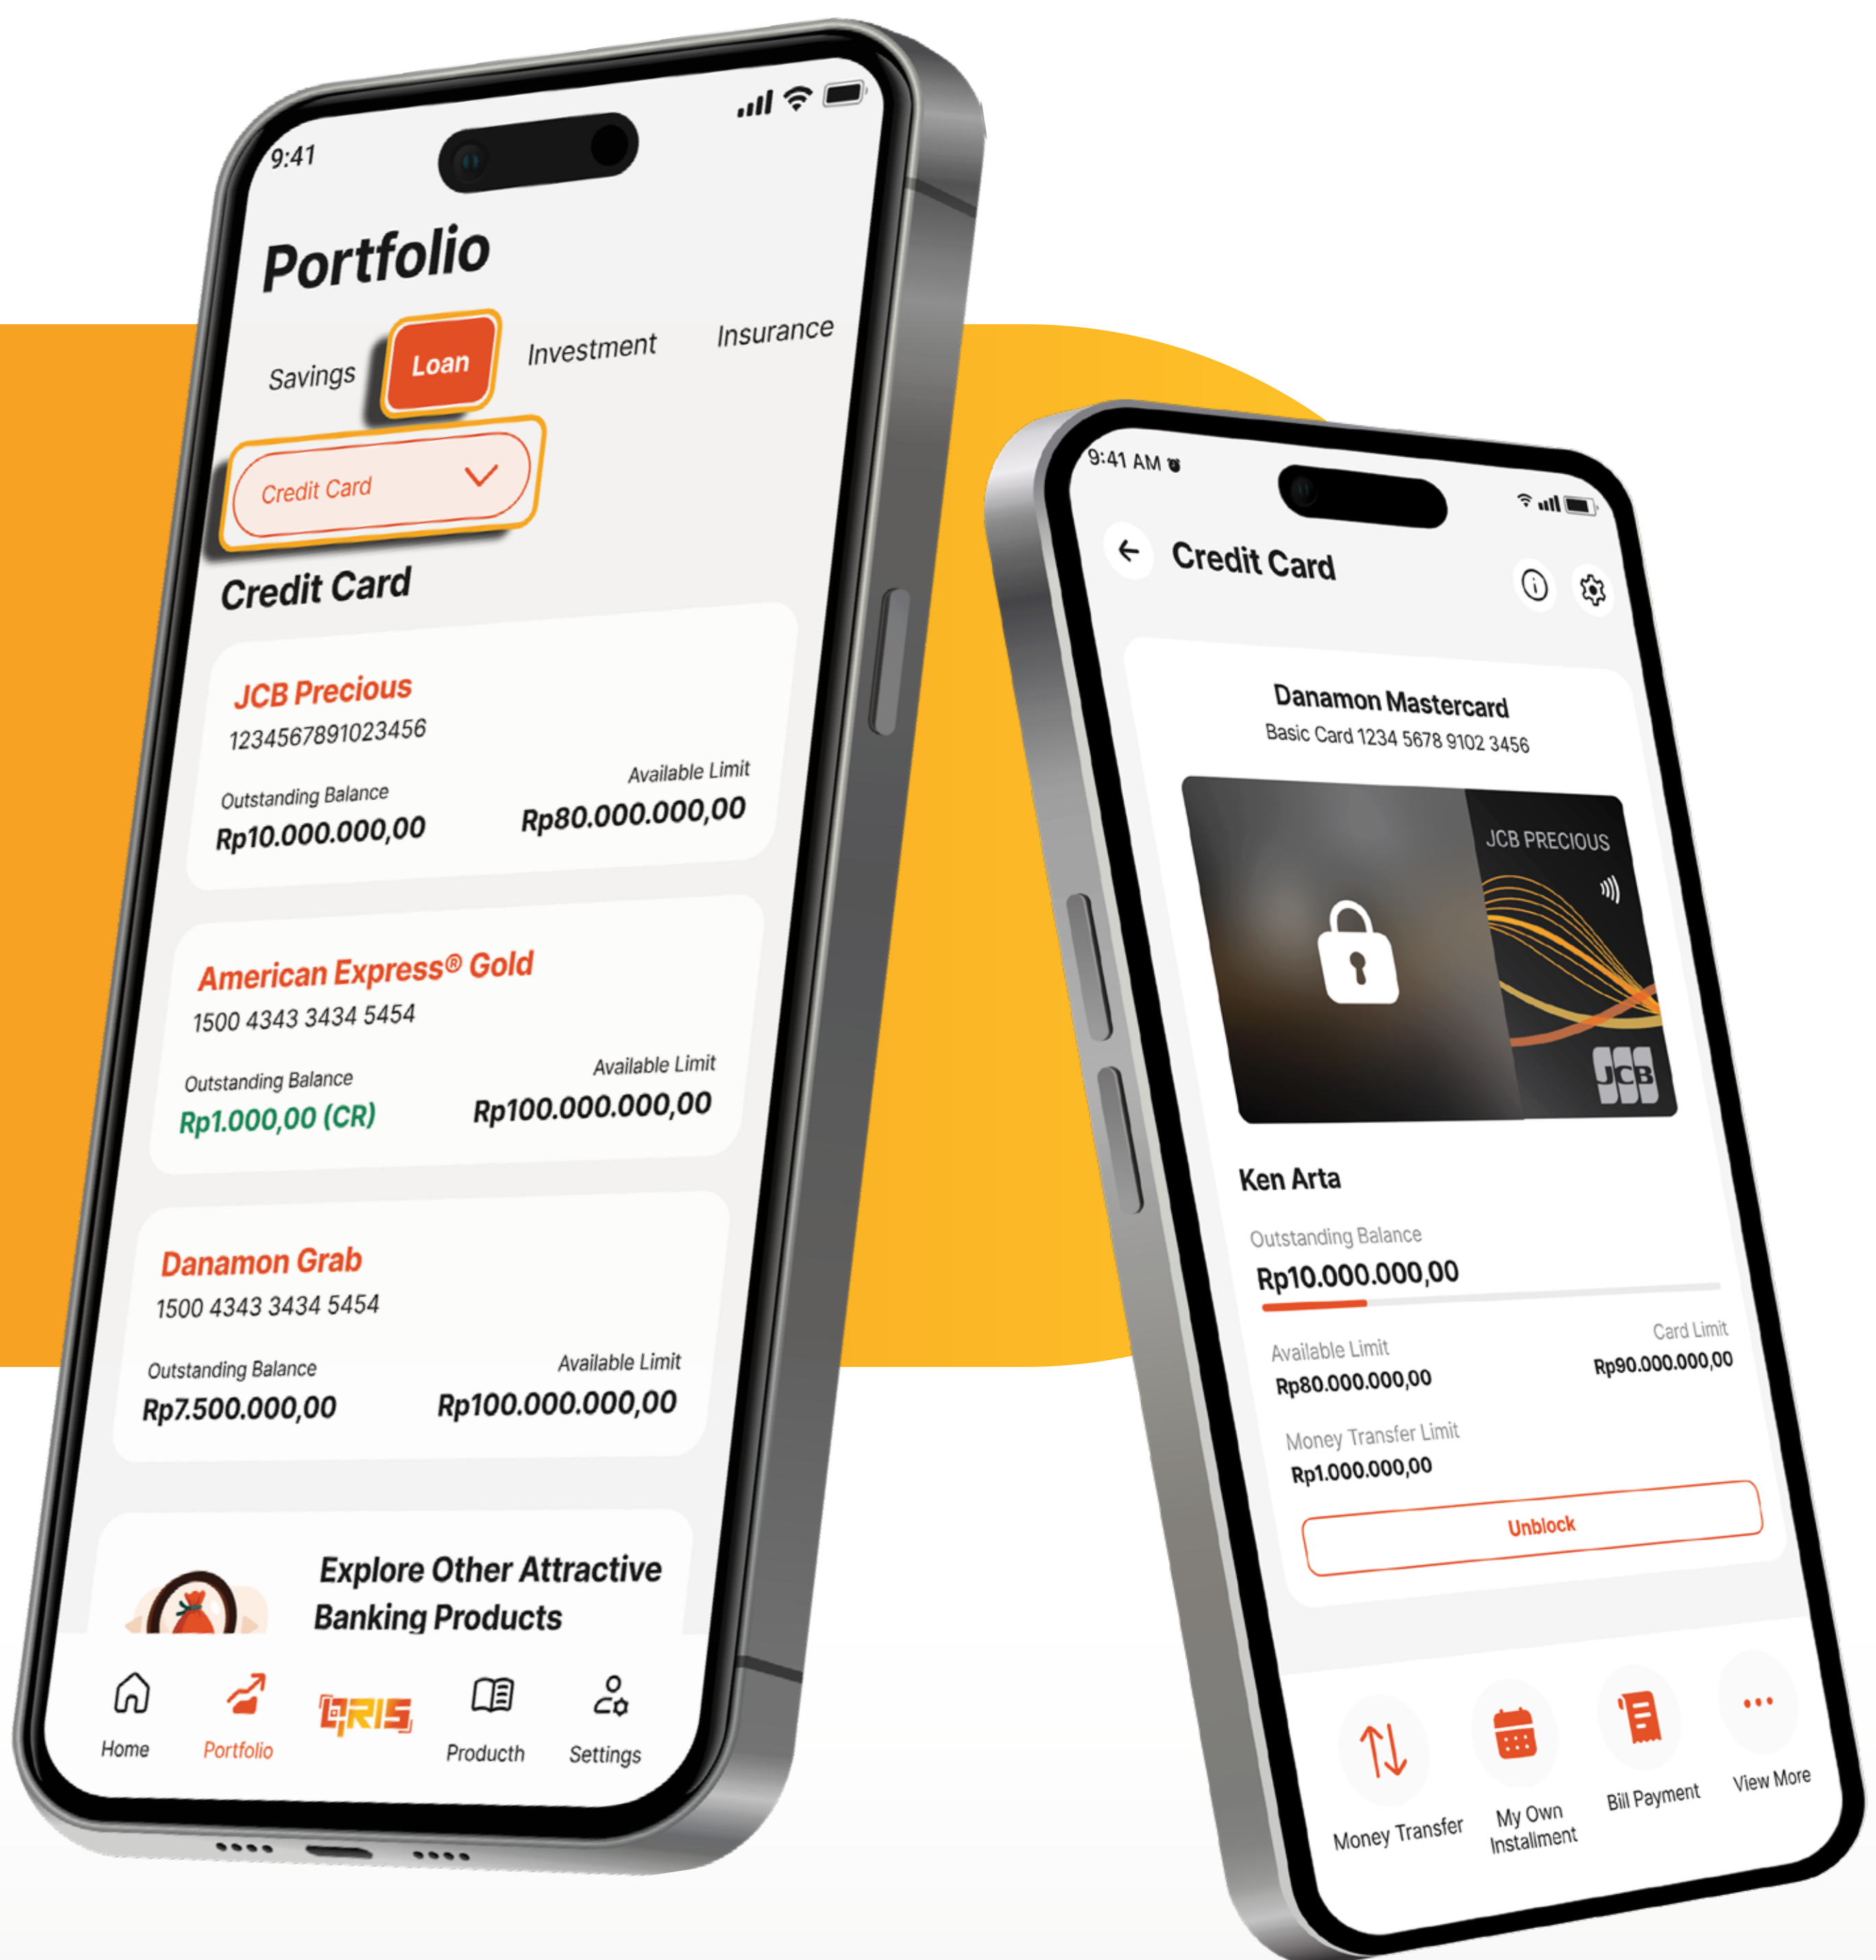 9:41
Portfolio
Savings Loan Investment Insurance
Credit Card
Credit Card
JCB Precious
1234567891023456
Outstanding Balance Available Limit
Rp10.000.000,00 Rp80.000.000,00
American Express® Gold
1500 4343 3434 5454
Outstanding Balance Available Limit
Rp1.000,00 (CR) Rp100.000.000,00
Danamon Grab
1500 4343 3434 5454
Outstanding Balance Available Limit
Rp7.500.000,00 Rp100.000.000,00
Explore Other Attractive
Banking Products
QRIS
Home Portfolio Producth Settings
9:41 AM
Credit Card
Danamon Mastercard
Basic Card 1234 5678 9102 3456
JCB PRECIOUS
JCB
Ken Arta
Outstanding Balance
Rp10.000.000,00
Available Limit Card Limit
Rp80.000.000,00 Rp90.000.000,00
Money Transfer Limit
Rp1.000.000,00
Unblock
Money Transfer My Own Bill Payment View More
Installment